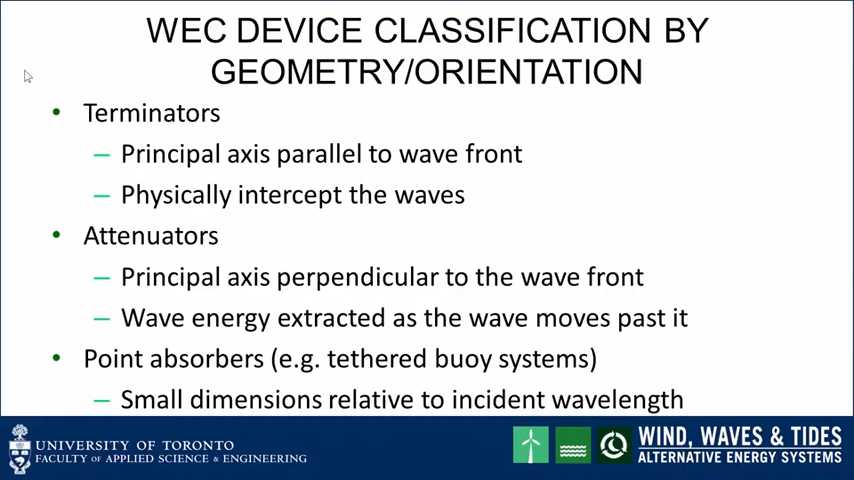 WEC DEVICE CLASSIFICATION BY
GEOMETRY/ORIENTATION
• Terminators
– Principal axis parallel to wave front
– Physically intercept the waves
• Attenuators
– Principal axis perpendicular to the wave front
– Wave energy extracted as the wave moves past it
• Point absorbers (e.g. tethered buoy systems)
– Small dimensions relative to incident wavelength
UNIVERSITY OF TORONTO
FACULTY OF APPLIED SCIENCE & ENGINEERING
WIND, WAVES & TIDES
ALTERNATIVE ENERGY SYSTEMS